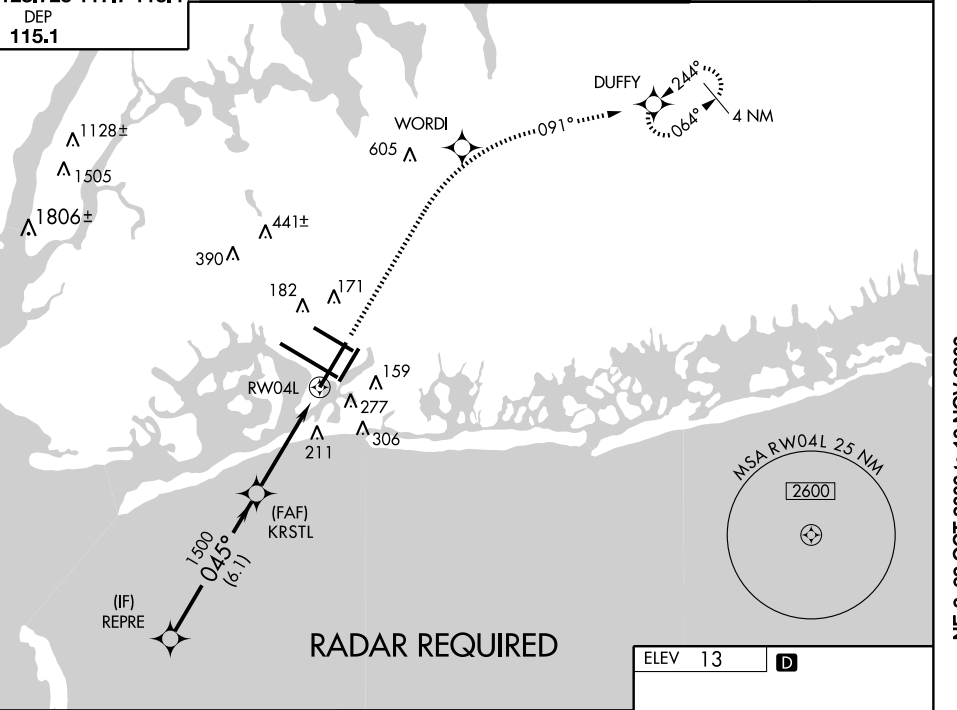 DEP
115.1
1128±
1505
1806±
441±
390
182
171
605
WORDI
DUFFY
091°
244°
064°
4 NM
RW04L
159
277
306
211
(FAF)
KRSTL
1500
045°
(6.1)
(IF)
REPRE
RADAR REQUIRED
MSA RW04L 25 NM
2600
ELEV 13
D